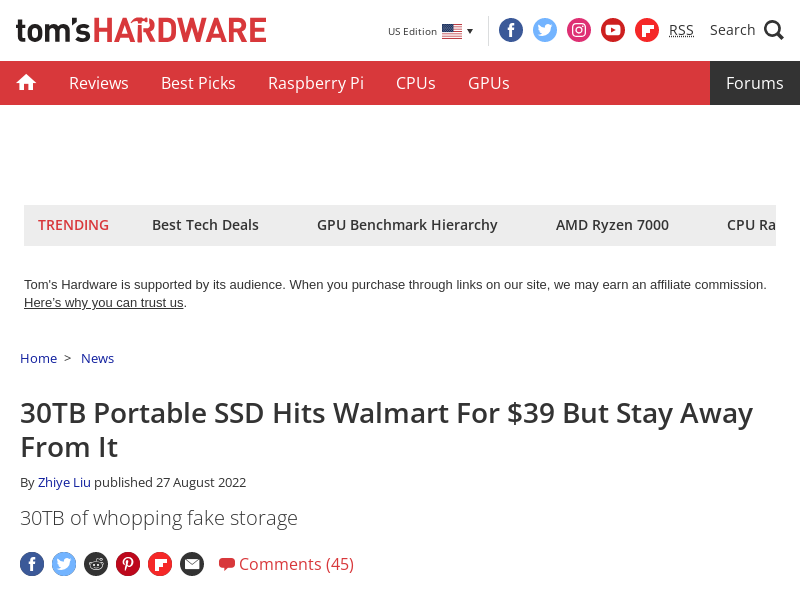 tom'sHARDWARE
US Edition
RSS
Search
Reviews
Best Picks
Raspberry Pi
CPUs
GPUs
Forums
TRENDING
Best Tech Deals
GPU Benchmark Hierarchy
AMD Ryzen 7000
CPU Ra
Tom's Hardware is supported by its audience. When you purchase through links on our site, we may earn an affiliate commission.
Here’s why you can trust us.
Home > News
30TB Portable SSD Hits Walmart For $39 But Stay Away
From It
By Zhiye Liu published 27 August 2022
30TB of whopping fake storage
Comments (45)